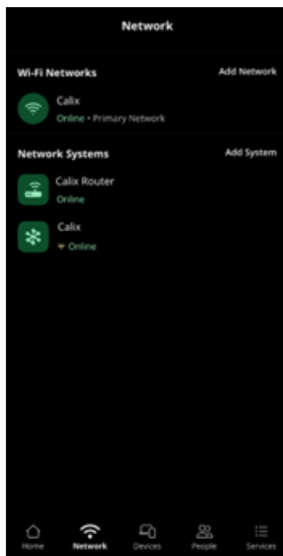 Network
Wi-Fi Networks Add Network
Calix
Online • Primary Network
Network Systems Add System
Calix Router
Online
Calix
Online
Home Network Devices People Services